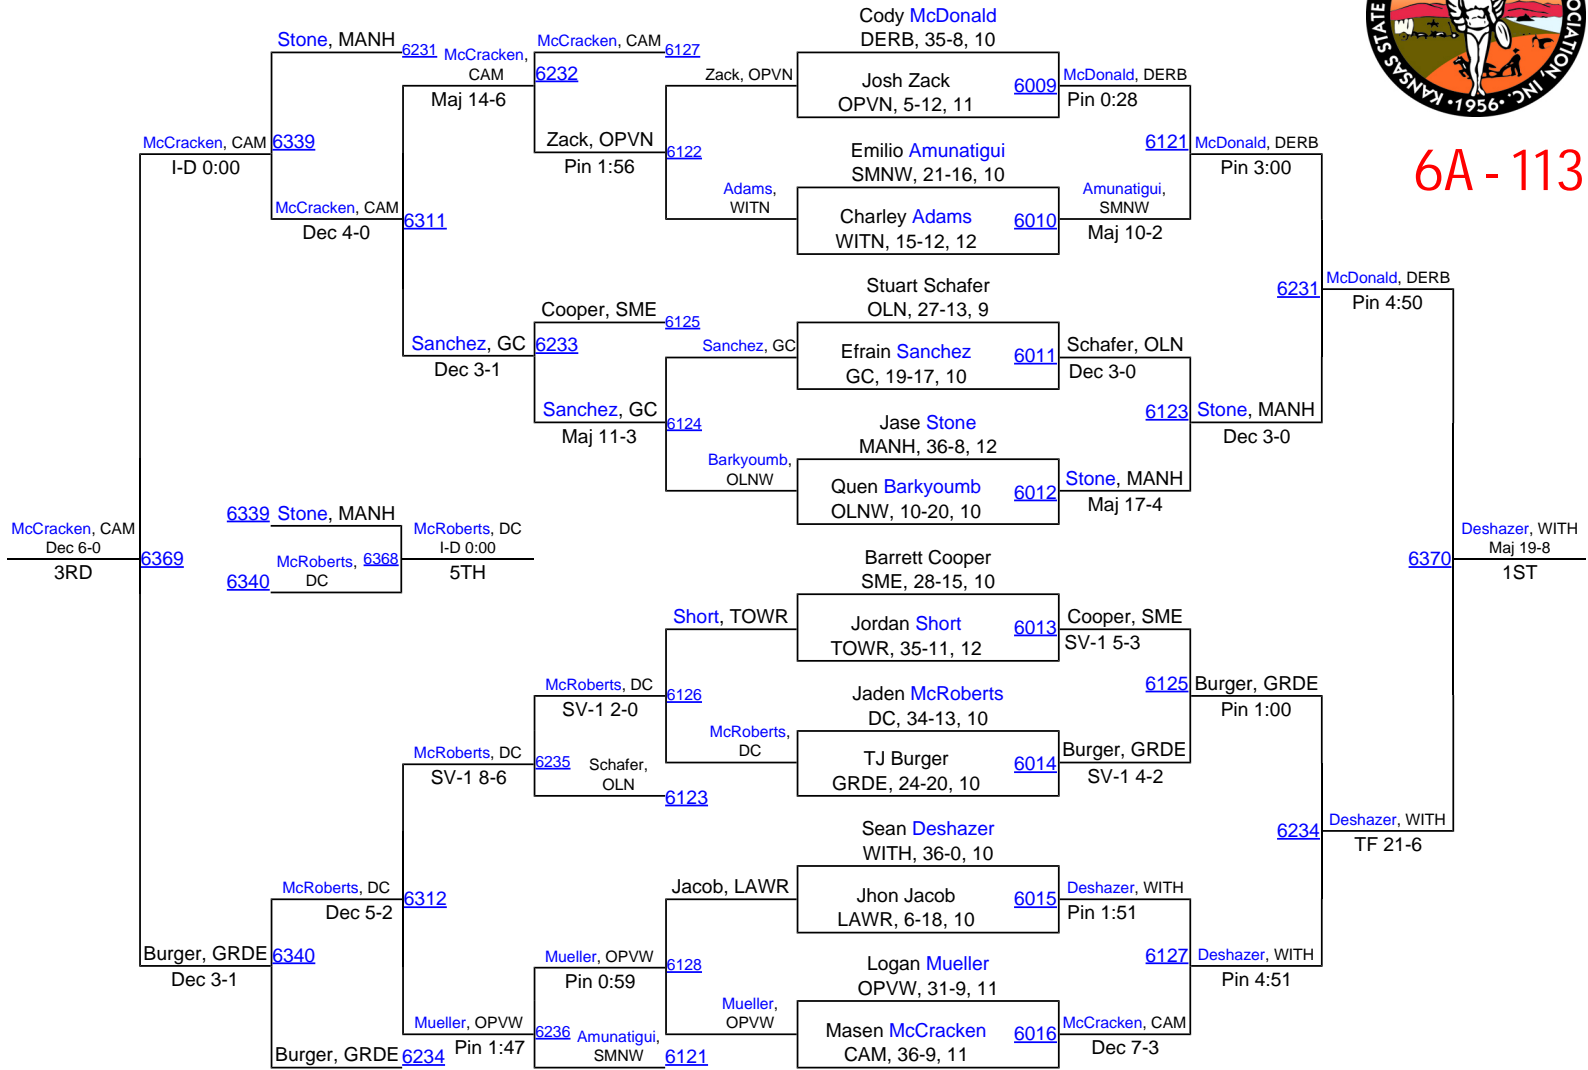 Cody McDonald
DERB, 35-8, 10
Josh Zack
OPVN, 5-12, 11
6009
McDonald, DERB
Pin 0:28
Emilio Amunatigui
SMNW, 21-16, 10
Charley Adams
WITN, 15-12, 12
6010
Amunatigui,
SMNW
Maj 10-2
6121
McDonald, DERB
Pin 3:00
Stuart Schafer
OLN, 27-13, 9
Efrain Sanchez
GC, 19-17, 10
6011
Schafer, OLN
Dec 3-0
Jase Stone
MANH, 36-8, 12
Quen Barkyoumb
OLNW, 10-20, 10
6012
Stone, MANH
Maj 17-4
6123
Stone, MANH
Dec 3-0
6231
McDonald, DERB
Pin 4:50
Barrett Cooper
SME, 28-15, 10
Jordan Short
TOWR, 35-11, 12
6013
Cooper, SME
SV-1 5-3
Jaden McRoberts
DC, 34-13, 10
TJ Burger
GRDE, 24-20, 10
6014
Burger, GRDE
SV-1 4-2
6125
Burger, GRDE
Pin 1:00
Sean Deshazer
WITH, 36-0, 10
Jhon Jacob
LAWR, 6-18, 10
6015
Deshazer, WITH
Pin 1:51
Logan Mueller
OPVW, 31-9, 11
Masen McCracken
CAM, 36-9, 11
6016
McCracken, CAM
Dec 7-3
6127
Deshazer, WITH
Pin 4:51
6234
Deshazer, WITH
TF 21-6
6370
Deshazer, WITH
Maj 19-8
1ST
KANSAS STATE
OCIATION, INC.
•1956•
6A - 113
Zack, OPVN
Adams,
WITN
6122
Zack, OPVN
Pin 1:56
McCracken, CAM
6127
6232
McCracken,
CAM
Maj 14-6
Sanchez, GC
Barkyoumb,
OLNW
6124
Sanchez, GC
Maj 11-3
Cooper, SME
6125
6233
Sanchez, GC
Dec 3-1
6311
McCracken, CAM
Dec 4-0
Stone, MANH
6231
6339
McCracken, CAM
I-D 0:00
Short, TOWR
McRoberts,
DC
6126
McRoberts, DC
SV-1 2-0
Schafer,
OLN
6123
6235
McRoberts, DC
SV-1 8-6
Jacob, LAWR
Mueller,
OPVW
6128
Mueller, OPVW
Pin 0:59
Amunatigui,
SMNW
6121
6236
Mueller, OPVW
Pin 1:47
6312
McRoberts, DC
Dec 5-2
Burger, GRDE
6234
6340
Burger, GRDE
Dec 3-1
6369
McCracken, CAM
Dec 6-0
3RD
6339
Stone, MANH
6340
McRoberts,
DC
6368
McRoberts, DC
I-D 0:00
5TH